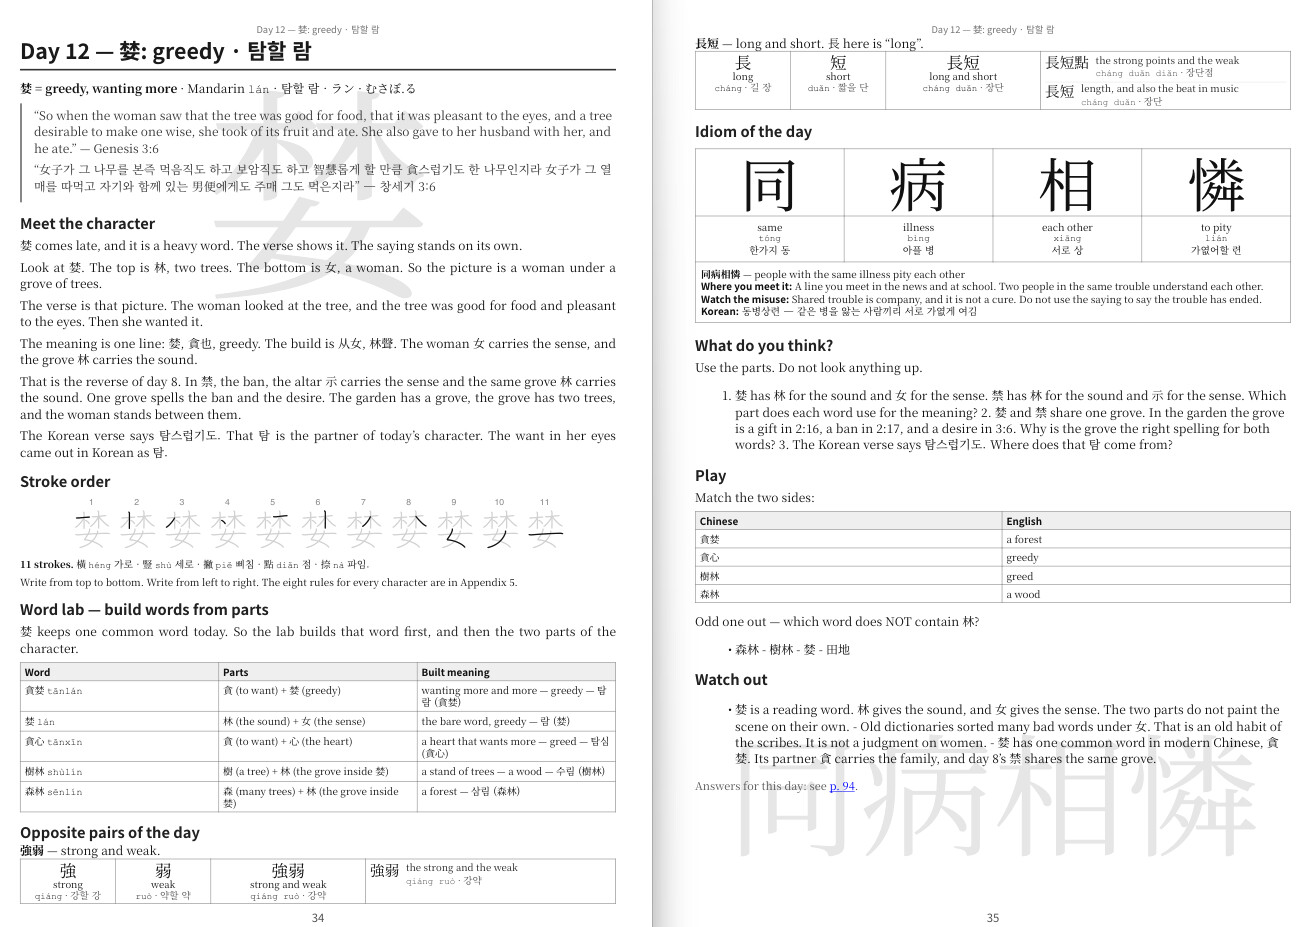 Day 12 — 婪: greedy · 탐할 람
Day 12 — 婪: greedy · 탐할 람
婪 = greedy, wanting more · Mandarin lán · 탐할 람 · ラン · むさぼ.る
“So when the woman saw that the tree was good for food, that it was pleasant to the eyes, and a tree
desirable to make one wise, she took of its fruit and ate. She also gave to her husband with her, and
he ate.” — Genesis 3:6
“女子가 그 나무를 본즉 먹음직도 하고 보암직도 하고 智慧롭게 할 만큼 貪스럽기도 한 나무인지라 女子가 그 열
매를 따먹고 자기와 함께 있는 男便에게도 주매 그도 먹은지라” — 창세기 3:6
婪
Meet the character
婪 comes late, and it is a heavy word. The verse shows it. The saying stands on its own.
Look at 婪. The top is 林, two trees. The bottom is 女, a woman. So the picture is a woman under a
grove of trees.
The verse is that picture. The woman looked at the tree, and the tree was good for food and pleasant
to the eyes. Then she wanted it.
The meaning is one line: 婪, 貪也, greedy. The build is 从女, 林聲. The woman 女 carries the sense, and
the grove 林 carries the sound.
That is the reverse of day 8. In 禁, the ban, the altar 示 carries the sense and the same grove 林 carries
the sound. One grove spells the ban and the desire. The garden has a grove, the grove has two trees,
and the woman stands between them.
The Korean verse says 탐스럽기도. That 탐 is the partner of today’s character. The want in her eyes
came out in Korean as 탐.
Stroke order
1 2 3 4 5 6 7 8 9 10 11
11 strokes. 橫 héng 가로 · 豎 shù 세로 · 撇 piě 삐침 · 點 diǎn 점 · 捺 nà 파임.
Write from top to bottom. Write from left to right. The eight rules for every character are in Appendix 5.
Word lab — build words from parts
婪 keeps one common word today. So the lab builds that word first, and then the two parts of the
character.
Word Parts Built meaning
貪婪 tānlán 貪 (to want) + 婪 (greedy) wanting more and more — greedy — 탐
람 (貪婪)
婪 lán 林 (the sound) + 女 (the sense) the bare word, greedy — 람 (婪)
貪心 tānxīn 貪 (to want) + 心 (the heart) a heart that wants more — greed — 탐심
(貪心)
樹林 shùlín 樹 (a tree) + 林 (the grove inside 婪) a stand of trees — a wood — 수림 (樹林)
森林 sēnlín 森 (many trees) + 林 (the grove inside a forest — 삼림 (森林)
婪)
Opposite pairs of the day
強弱 — strong and weak.
強 弱 強弱 強弱 the strong and the weak
strong weak strong and weak qiáng ruò · 강약
qiáng · 강할 강 ruò · 약할 약 qiáng ruò · 강약
34
Day 12 — 婪: greedy · 탐할 람
長短 — long and short. 長 here is “long”.
長 短 長短 長短點 the strong points and the weak
long short long and short cháng duǎn diǎn · 장단점
cháng · 길 장 duǎn · 짧을 단 cháng duǎn · 장단 長短 length, and also the beat in music
cháng duǎn · 장단
Idiom of the day
同 病 相 憐
same illness each other to pity
tóng bìng xiāng lián
한가지 동 아플 병 서로 상 가엾어할 련
同病相憐 — people with the same illness pity each other
Where you meet it: A line you meet in the news and at school. Two people in the same trouble understand each other.
Watch the misuse: Shared trouble is company, and it is not a cure. Do not use the saying to say the trouble has ended.
Korean: 동병상련 — 같은 병을 앓는 사람끼리 서로 가엾게 여김
What do you think?
Use the parts. Do not look anything up.
1. 婪 has 林 for the sound and 女 for the sense. 禁 has 林 for the sound and 示 for the sense. Which
part does each word use for the meaning? 2. 婪 and 禁 share one grove. In the garden the grove
is a gift in 2:16, a ban in 2:17, and a desire in 3:6. Why is the grove the right spelling for both
words? 3. The Korean verse says 탐스럽기도. Where does that 탐 come from?
Play
Match the two sides:
Chinese English
貪婪 a forest
貪心 greedy
樹林 greed
森林 a wood
Odd one out — which word does NOT contain 林?
• 森林 - 樹林 - 婪 - 田地
Watch out
• 婪 is a reading word. 林 gives the sound, and 女 gives the sense. The two parts do not paint the
scene on their own. - Old dictionaries sorted many bad words under 女. That is an old habit of
the scribes. It is not a judgment on women. - 婪 has one common word in modern Chinese, 貪
婪. Its partner 貪 carries the family, and day 8’s 禁 shares the same grove.
Answers for this day: see p. 94.
同病相憐
35